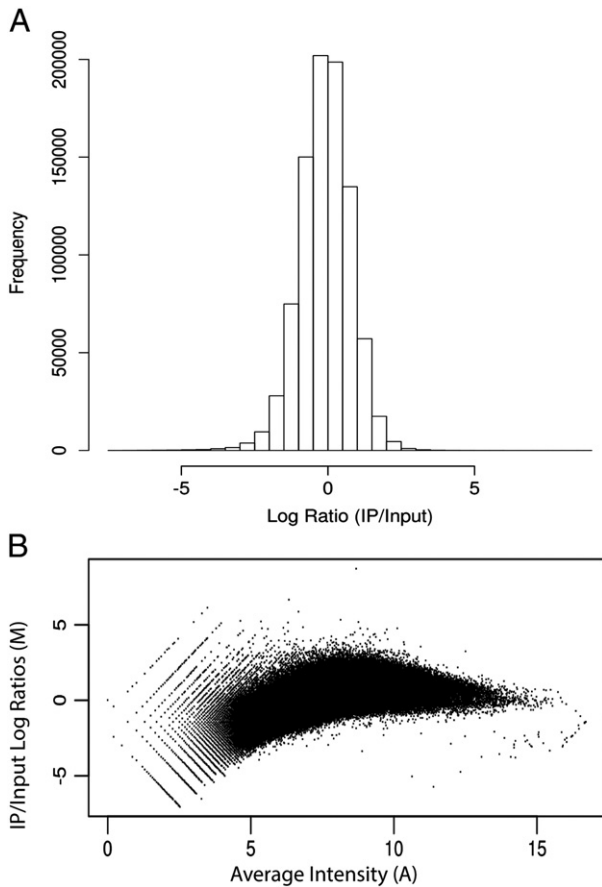 A
200000
150000
100000
50000
0
Frequency
-5 0 5
Log Ratio (IP/Input)
B
5
0
-5
IP/Input Log Ratios (M)
0 5 10 15
Average Intensity (A)